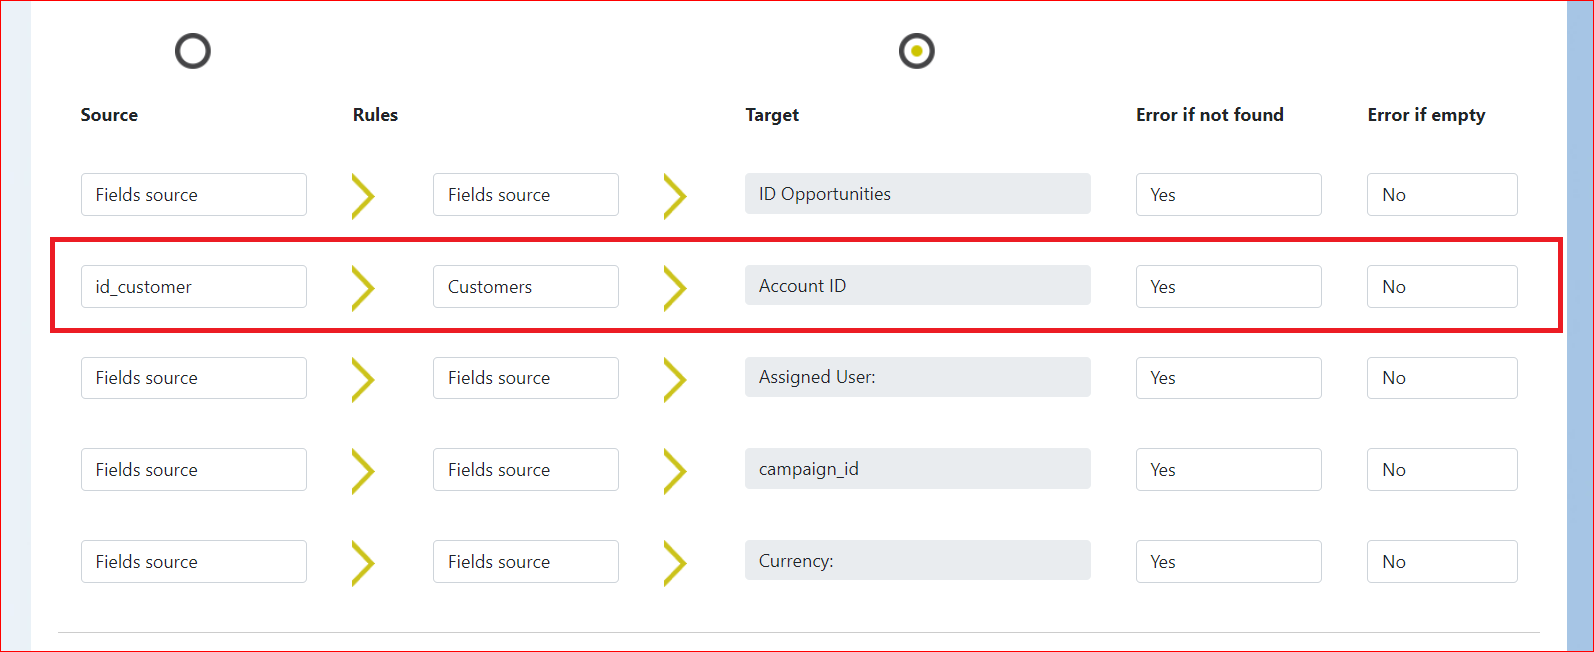 Source Rules Target Error if not found Error if empty
Fields source Fields source ID Opportunities Yes No
id_customer Customers Account ID Yes No
Fields source Fields source Assigned User: Yes No
Fields source Fields source campaign_id Yes No
Fields source Fields source Currency: Yes No